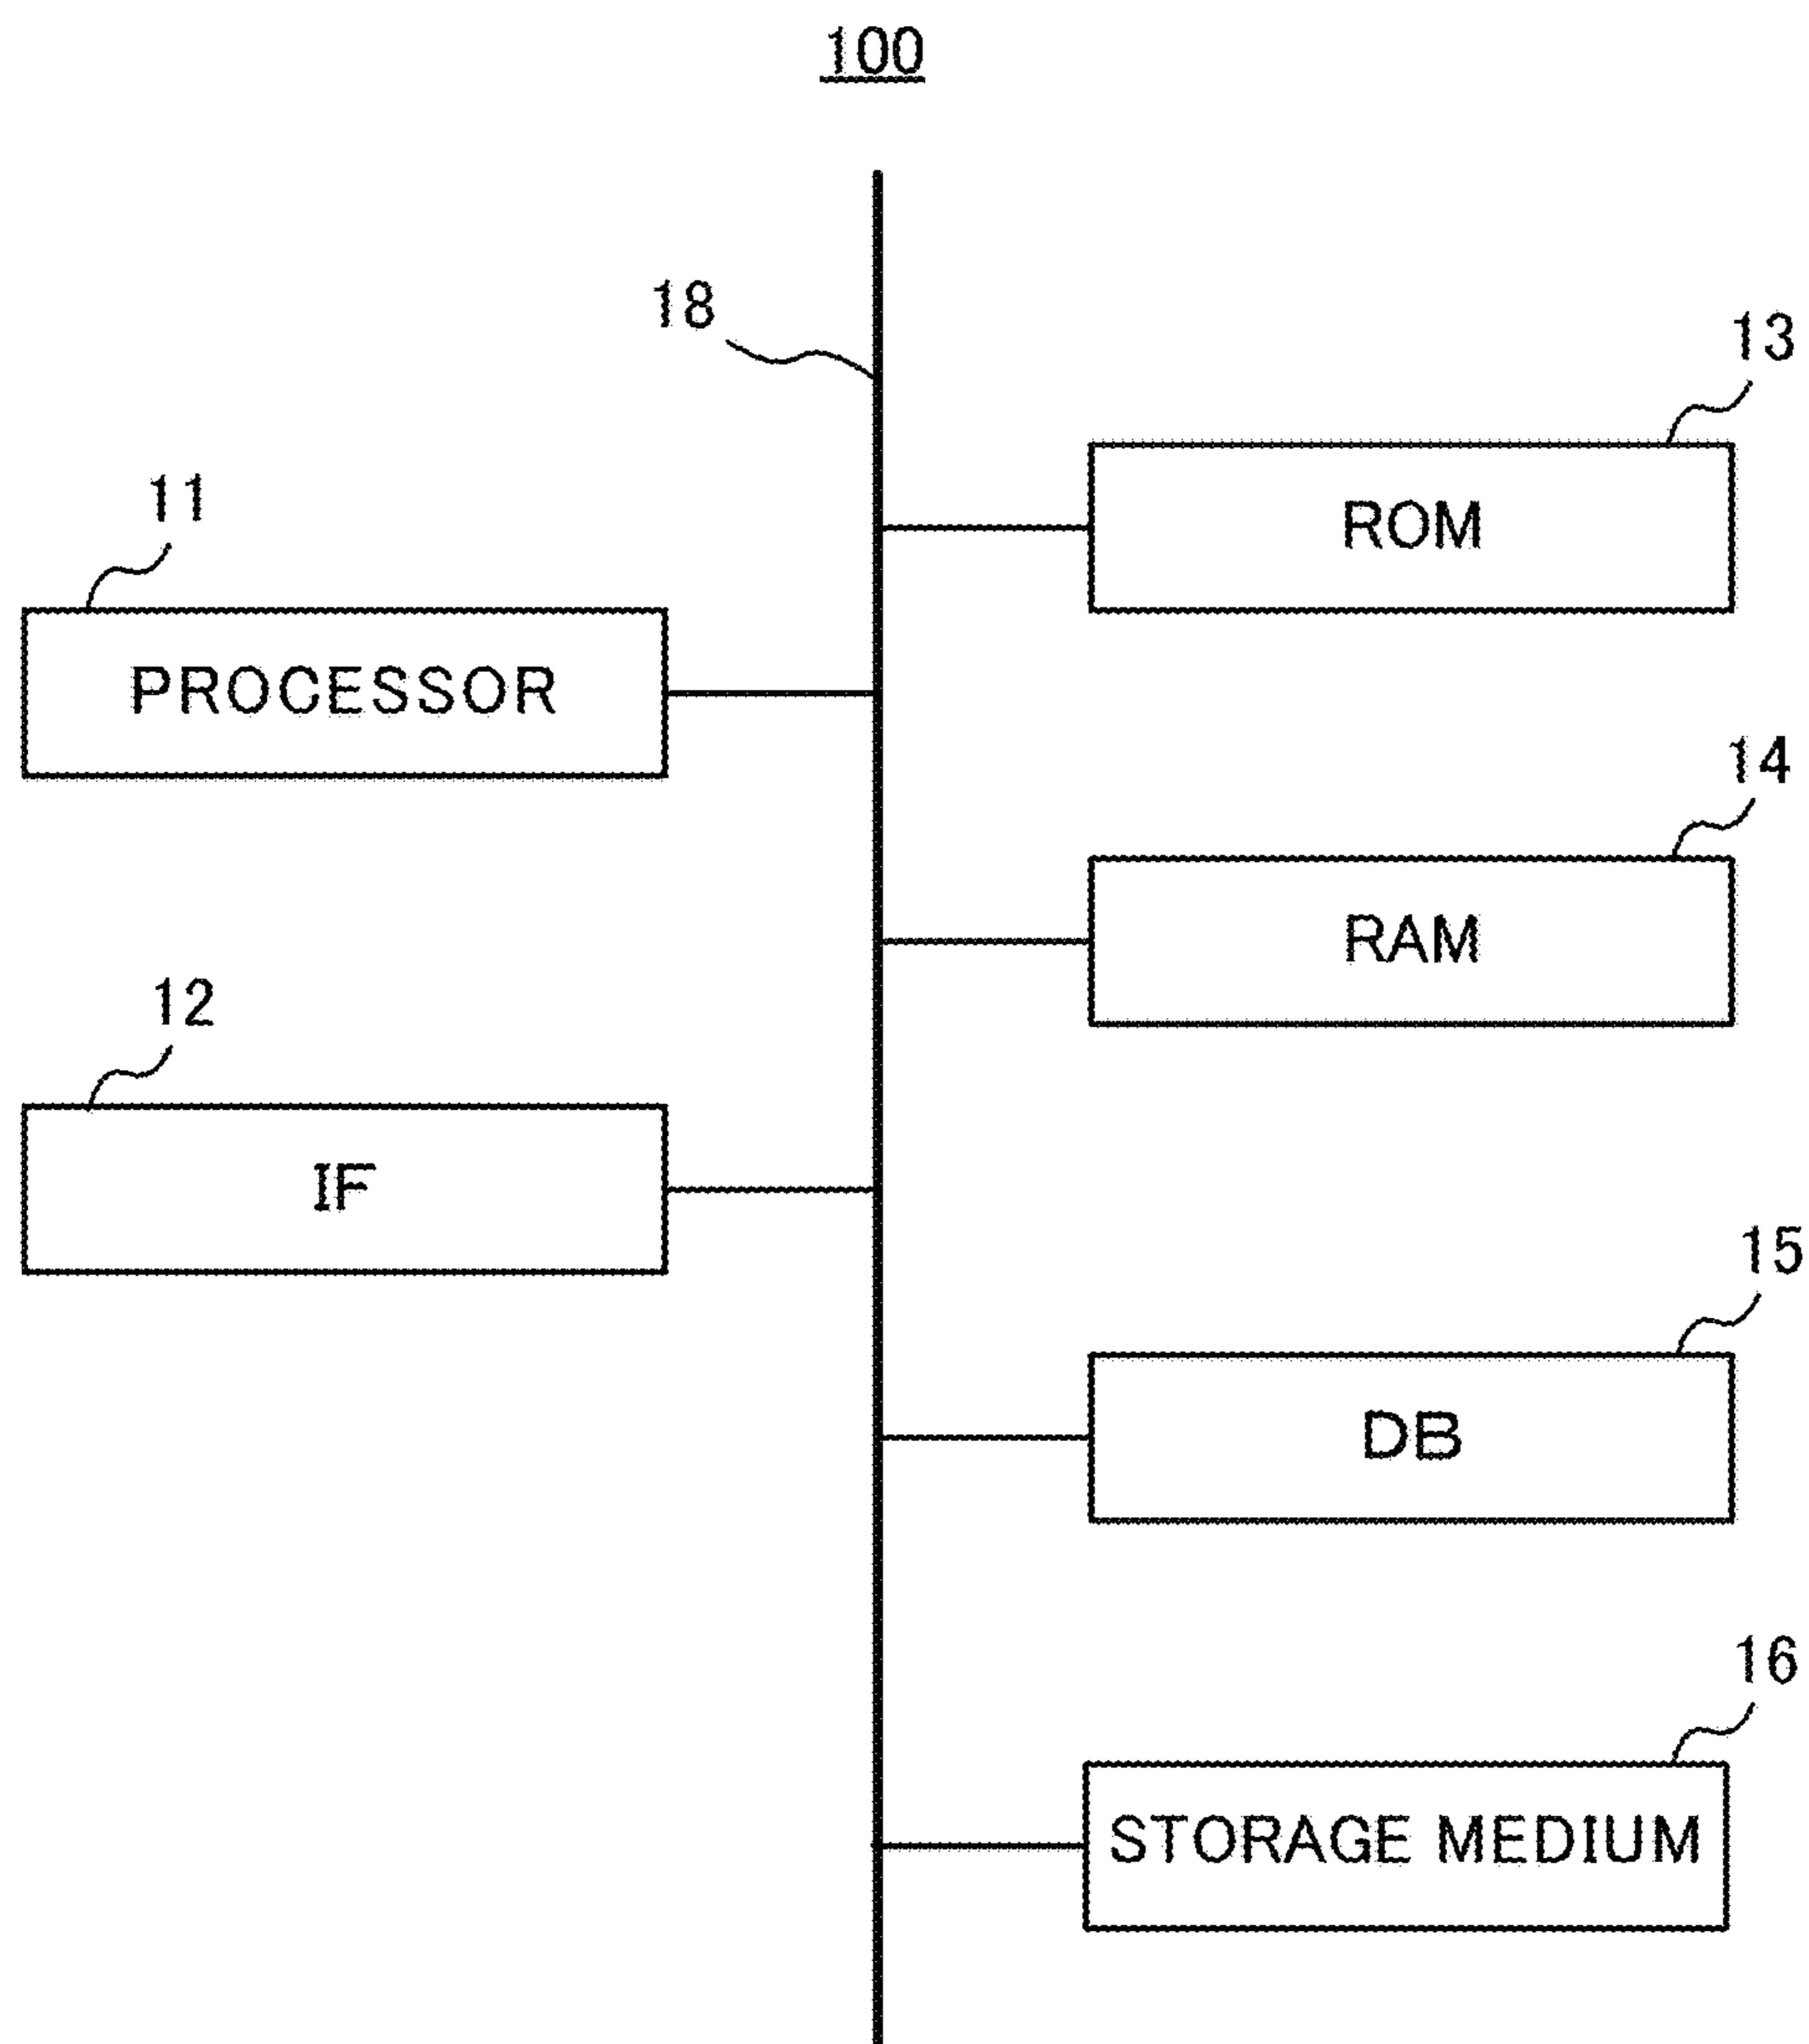 100
18
13
ROM
11
PROCESSOR
14
RAM
12
IF
15
DB
16
STORAGE MEDIUM